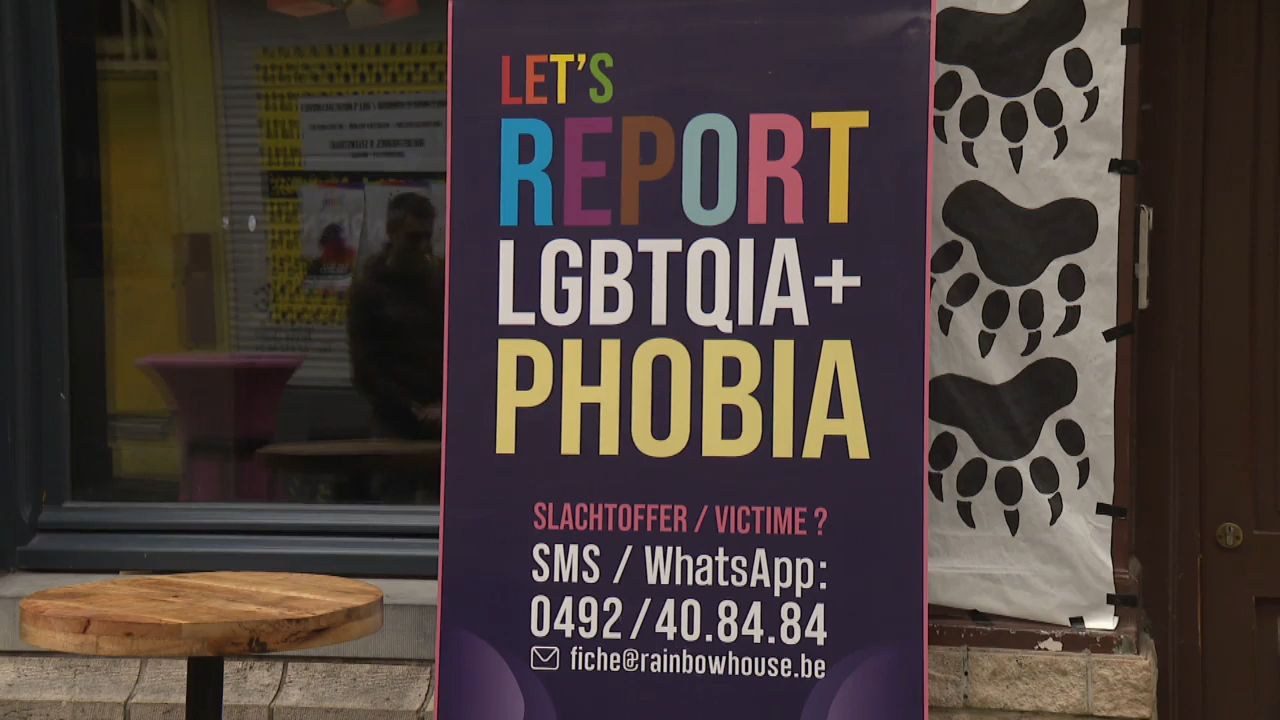 LET'S
REPORT
LGBTQIA+
PHOBIA
SLACHTOFFER / VICTIME ?
SMS / WhatsApp:
0492/40.84.84
fiche@rainbowhouse.be